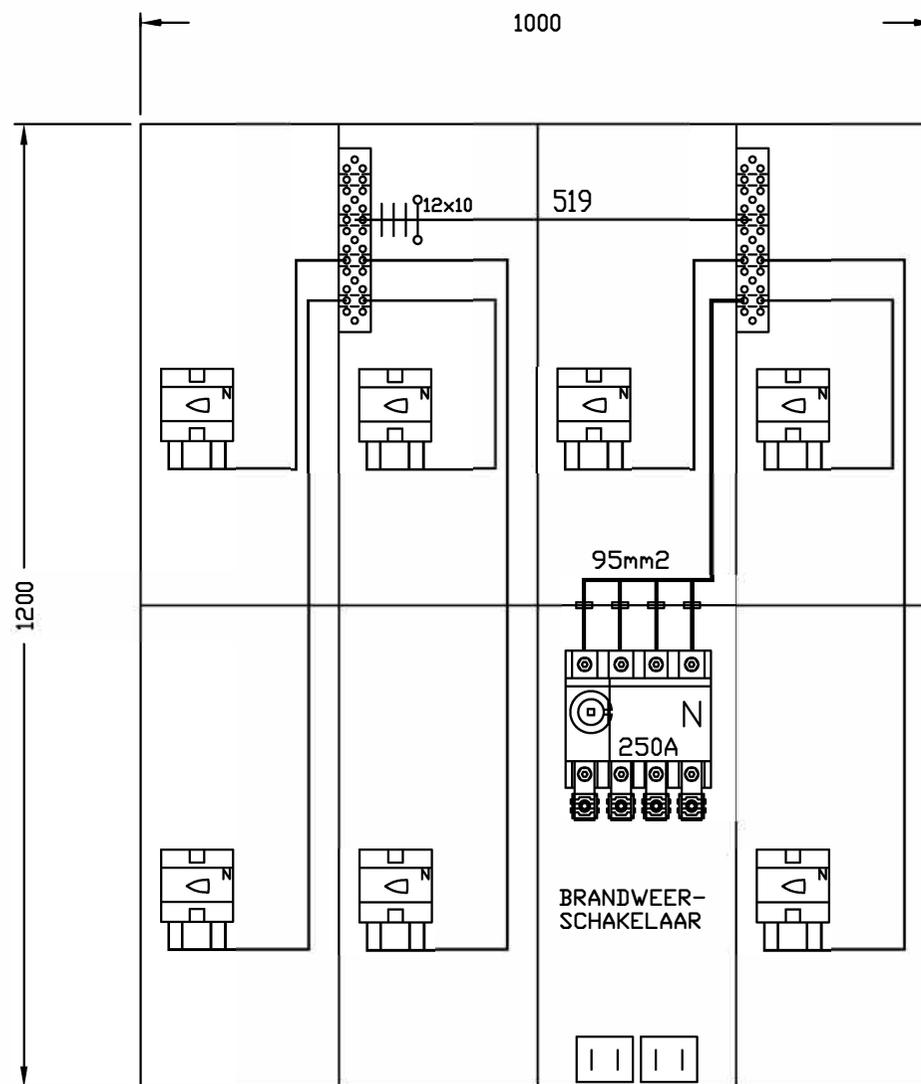 1000
12x10
519
N
N
N
N
95mm2
1200
N
250A
N
N
N
BRANDWEER-
SCHAKELAAR